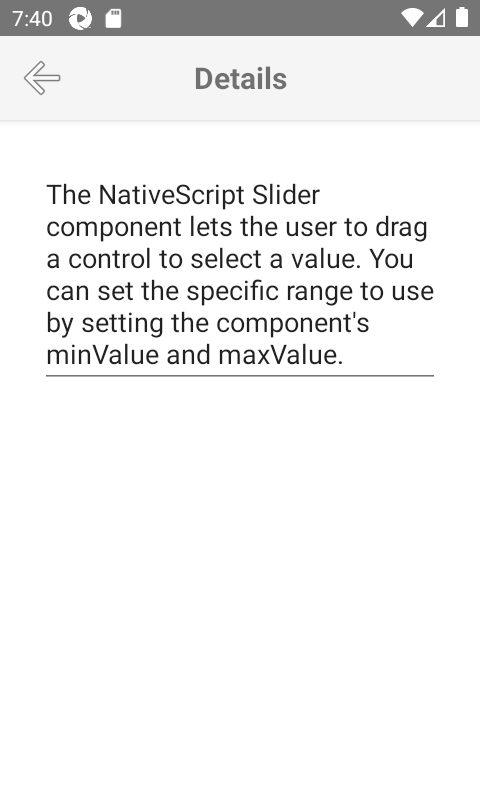 7:40
Details
The NativeScript Slider
component lets the user to drag
a control to select a value. You
can set the specific range to use
by setting the component's
minValue and maxValue.